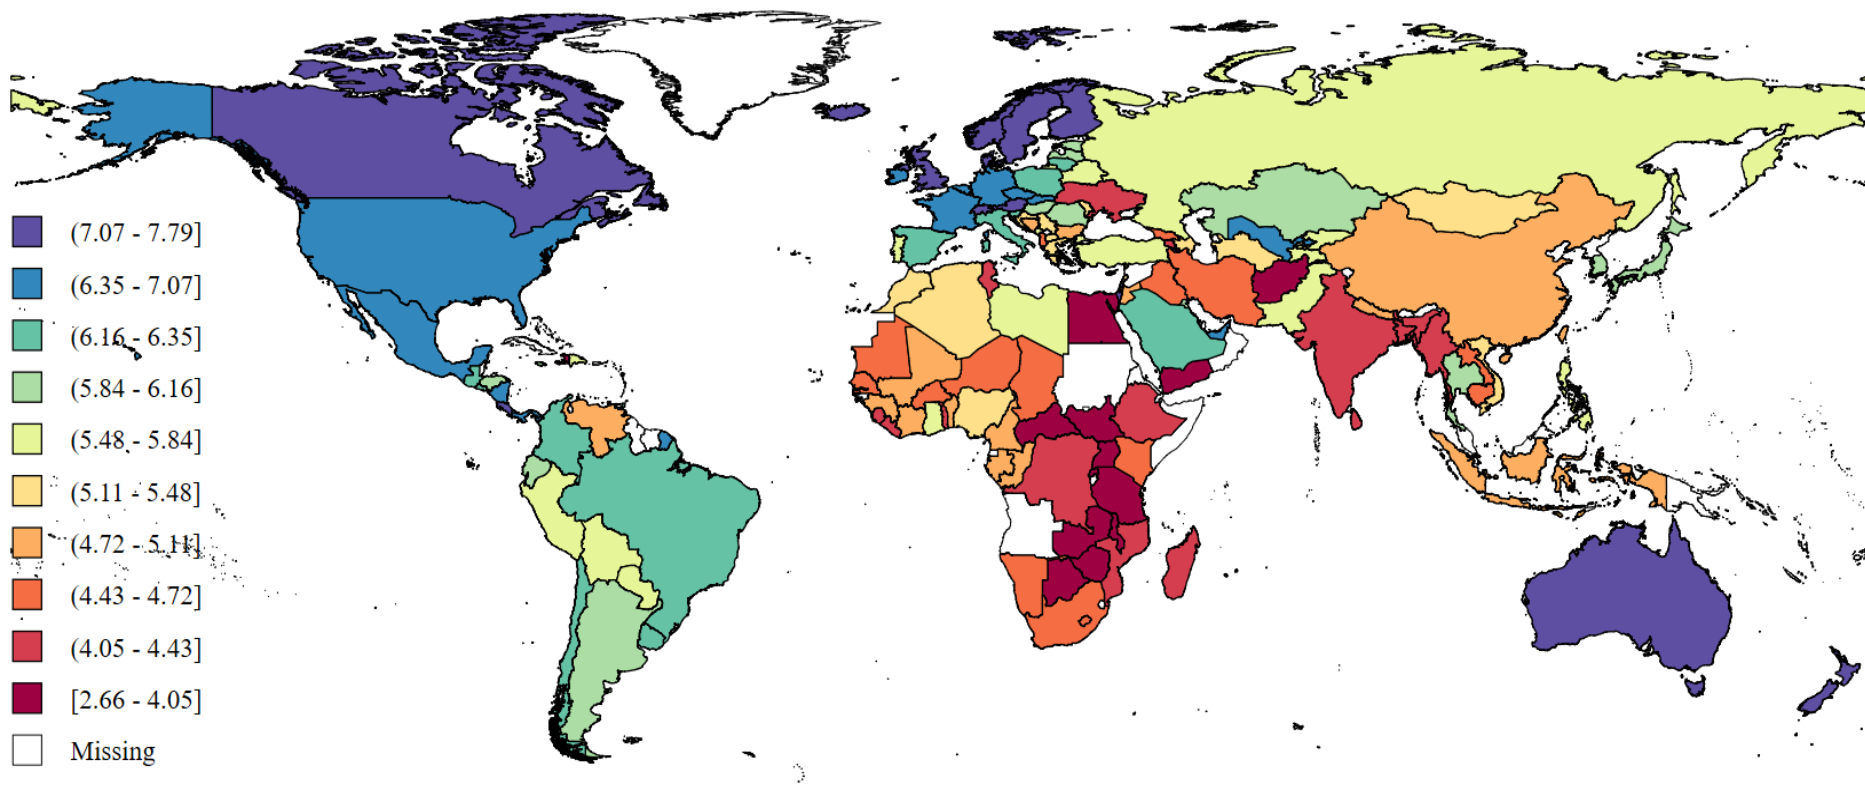 (7.07 - 7.79]
(6.35 - 7.07]
(6.16 - 6.35]
(5.84 - 6.16]
(5.48 - 5.84]
(5.11 - 5.48]
(4.72 - 5.11]
(4.43 - 4.72]
(4.05 - 4.43]
[2.66 - 4.05]
Missing